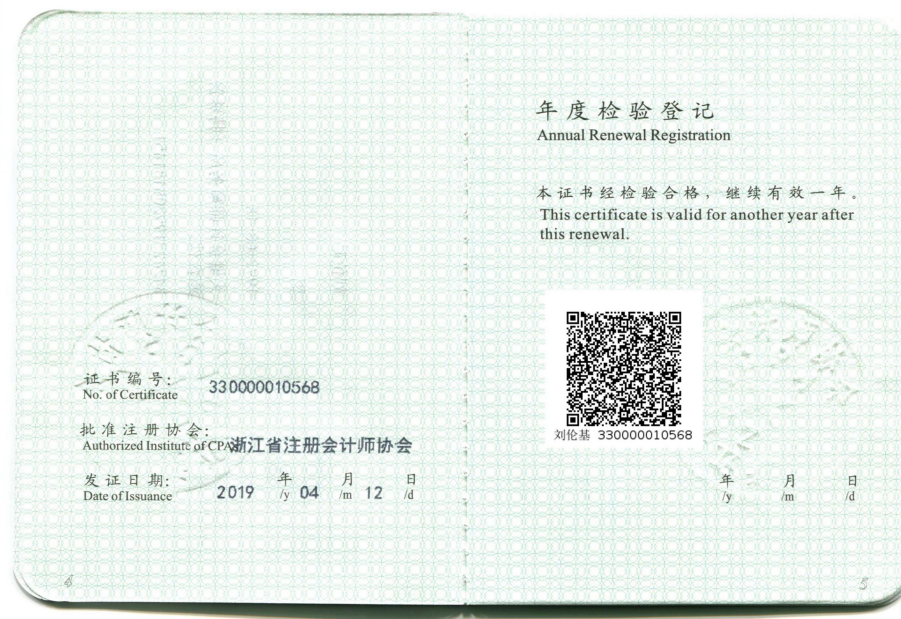 证书编号: 330000010568
No. of Certificate
批准注册协会: 浙江省注册会计师协会
Authorized Institute of CPA
发证日期: 2019 年 04 月 12 日
Date of Issuance /y /m /d
4
年度检验登记
Annual Renewal Registration
本证书经检验合格，继续有效一年。
This certificate is valid for another year after
this renewal.
刘伦基 330000010568
年 月 日
/y /m /d
5